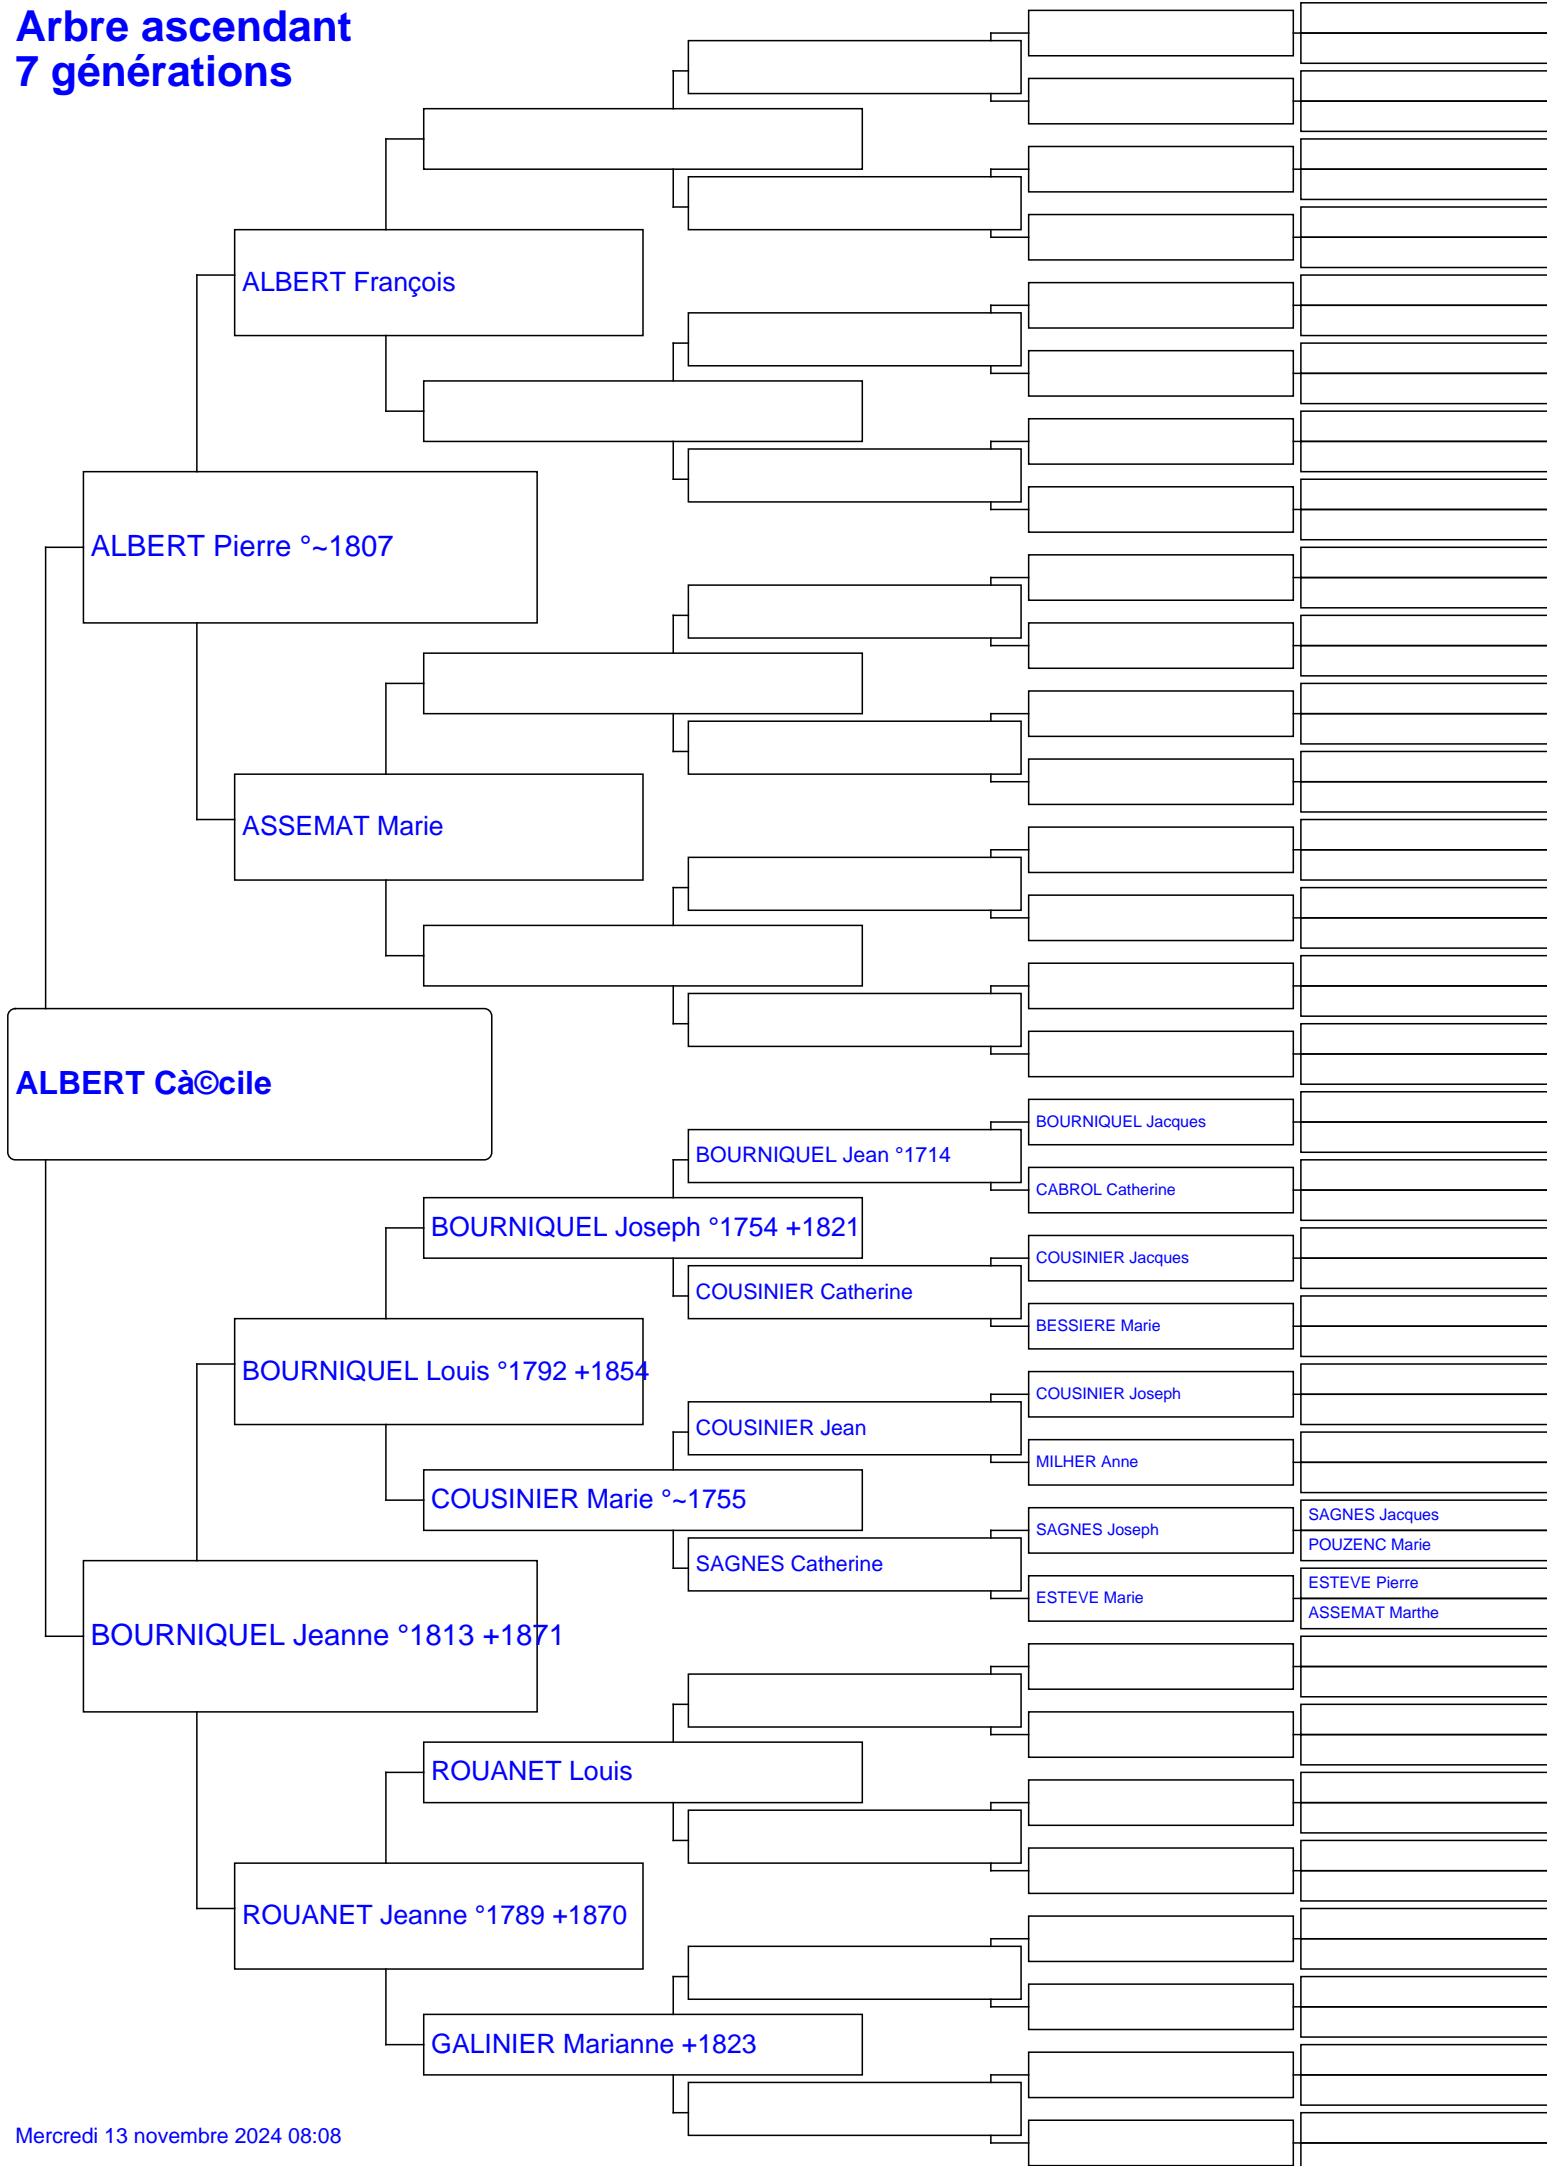 Arbre ascendant
7 générations
ALBERT François
ALBERT Pierre °~1807
ASSEMAT Marie
ALBERT Cà©cile
BOURNIQUEL Jacques
BOURNIQUEL Jean °1714
CABROL Catherine
BOURNIQUEL Joseph °1754 +1821
COUSINIER Jacques
COUSINIER Catherine
BESSIERE Marie
BOURNIQUEL Louis °1792 +1854
COUSINIER Joseph
COUSINIER Jean
MILHER Anne
COUSINIER Marie °~1755
SAGNES Jacques
SAGNES Joseph
POUZENC Marie
SAGNES Catherine
ESTEVE Pierre
ESTEVE Marie
ASSEMAT Marthe
BOURNIQUEL Jeanne °1813 +1871
ROUANET Louis
ROUANET Jeanne °1789 +1870
GALINIER Marianne +1823
Mercredi 13 novembre 2024 08:08